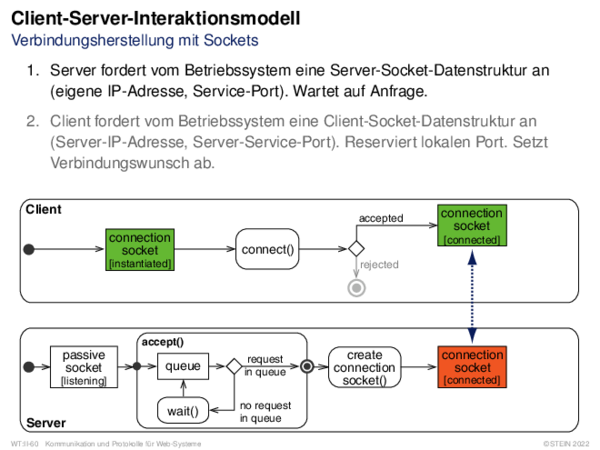 Client-Server-Interaktionsmodell
Verbindungsherstellung mit Sockets
1. Server fordert vom Betriebssystem eine Server-Socket-Datenstruktur an
(eigene IP-Adresse, Service-Port). Wartet auf Anfrage.
2. Client fordert vom Betriebssystem eine Client-Socket-Datenstruktur an
(Server-IP-Adresse, Server-Service-Port). Reserviert lokalen Port. Setzt
Verbindungswunsch ab.
Client
connection
socket
[instantiated]
connect()
accepted
rejected
connection
socket
[connected]
passive
socket
[listening]
accept()
queue
wait()
request
in queue
no request
in queue
create
connection
socket()
connection
socket
[connected]
Server
WT:II-60 Kommunikation und Protokolle für Web-Systeme
©STEIN 2022